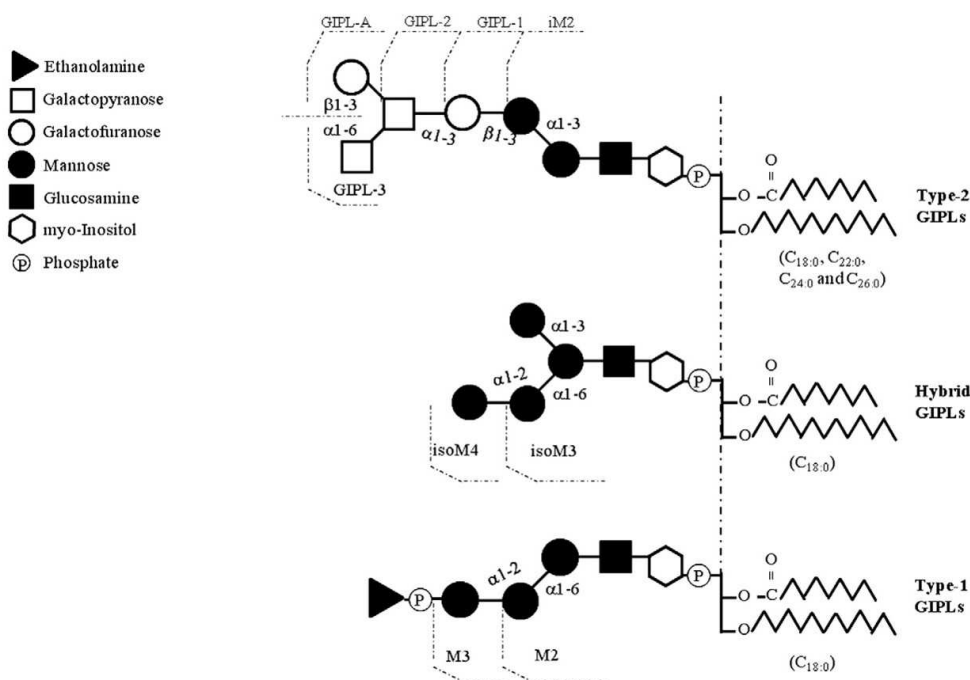 GIPL-A GIPL-2 GIPL-1 iM2
Ethanolamine
Galactopyranose
Galactofuranose
Mannose
Glucosamine
myo-Inositol
P Phosphate
β1-3
α1-6
GIPL-3
α1-3
β1-3
α1-3
P
O
O
C
O
Type-2
GIPLs
(C18:0, C22:0,
C24:0 and C26:0)
α1-3
α1-2
α1-6
isoM4
isoM3
P
O
O
C
O
Hybrid
GIPLs
(C18:0)
P
α1-2
α1-6
M3
M2
P
O
O
C
O
Type-1
GIPLs
(C18:0)